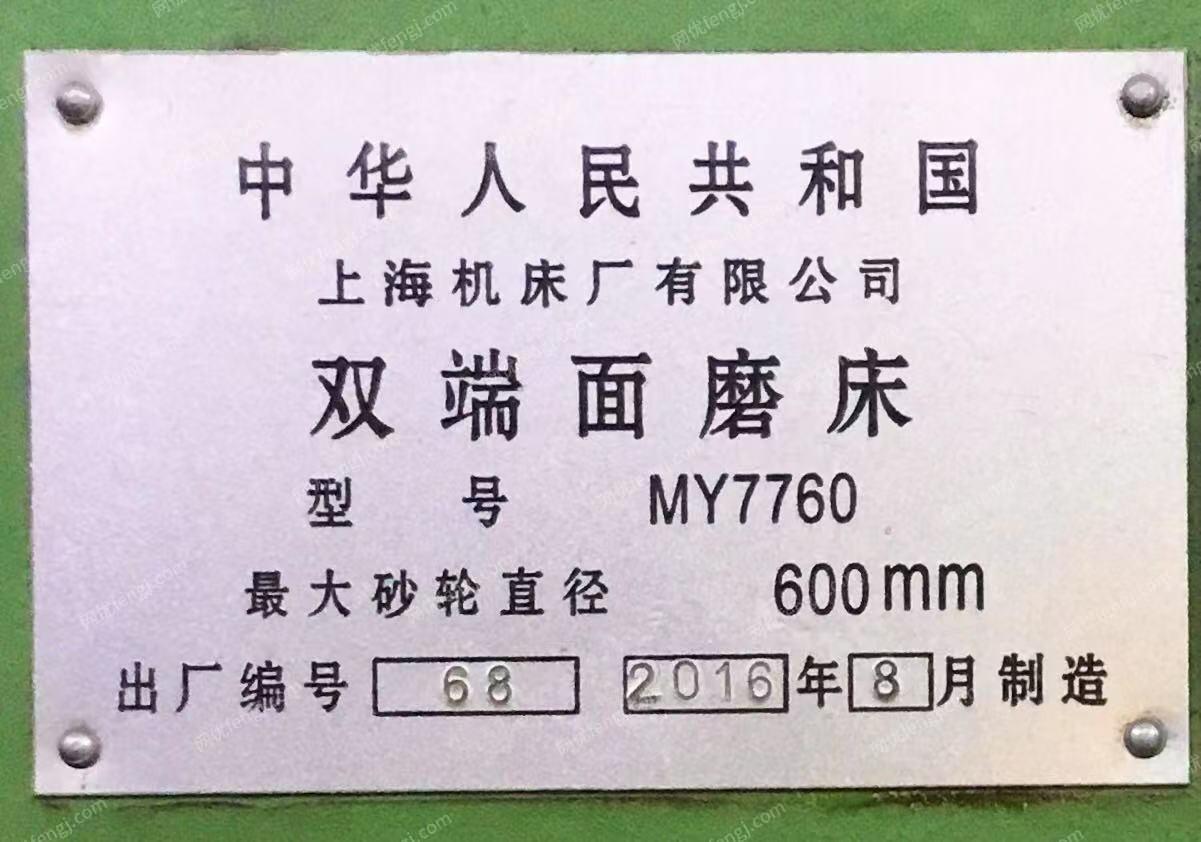 中华人民共和国
上海机床厂有限公司
双端面磨床
型号 MY7760
最大砂轮直径 600mm
出厂编号 68 2016年8月制造